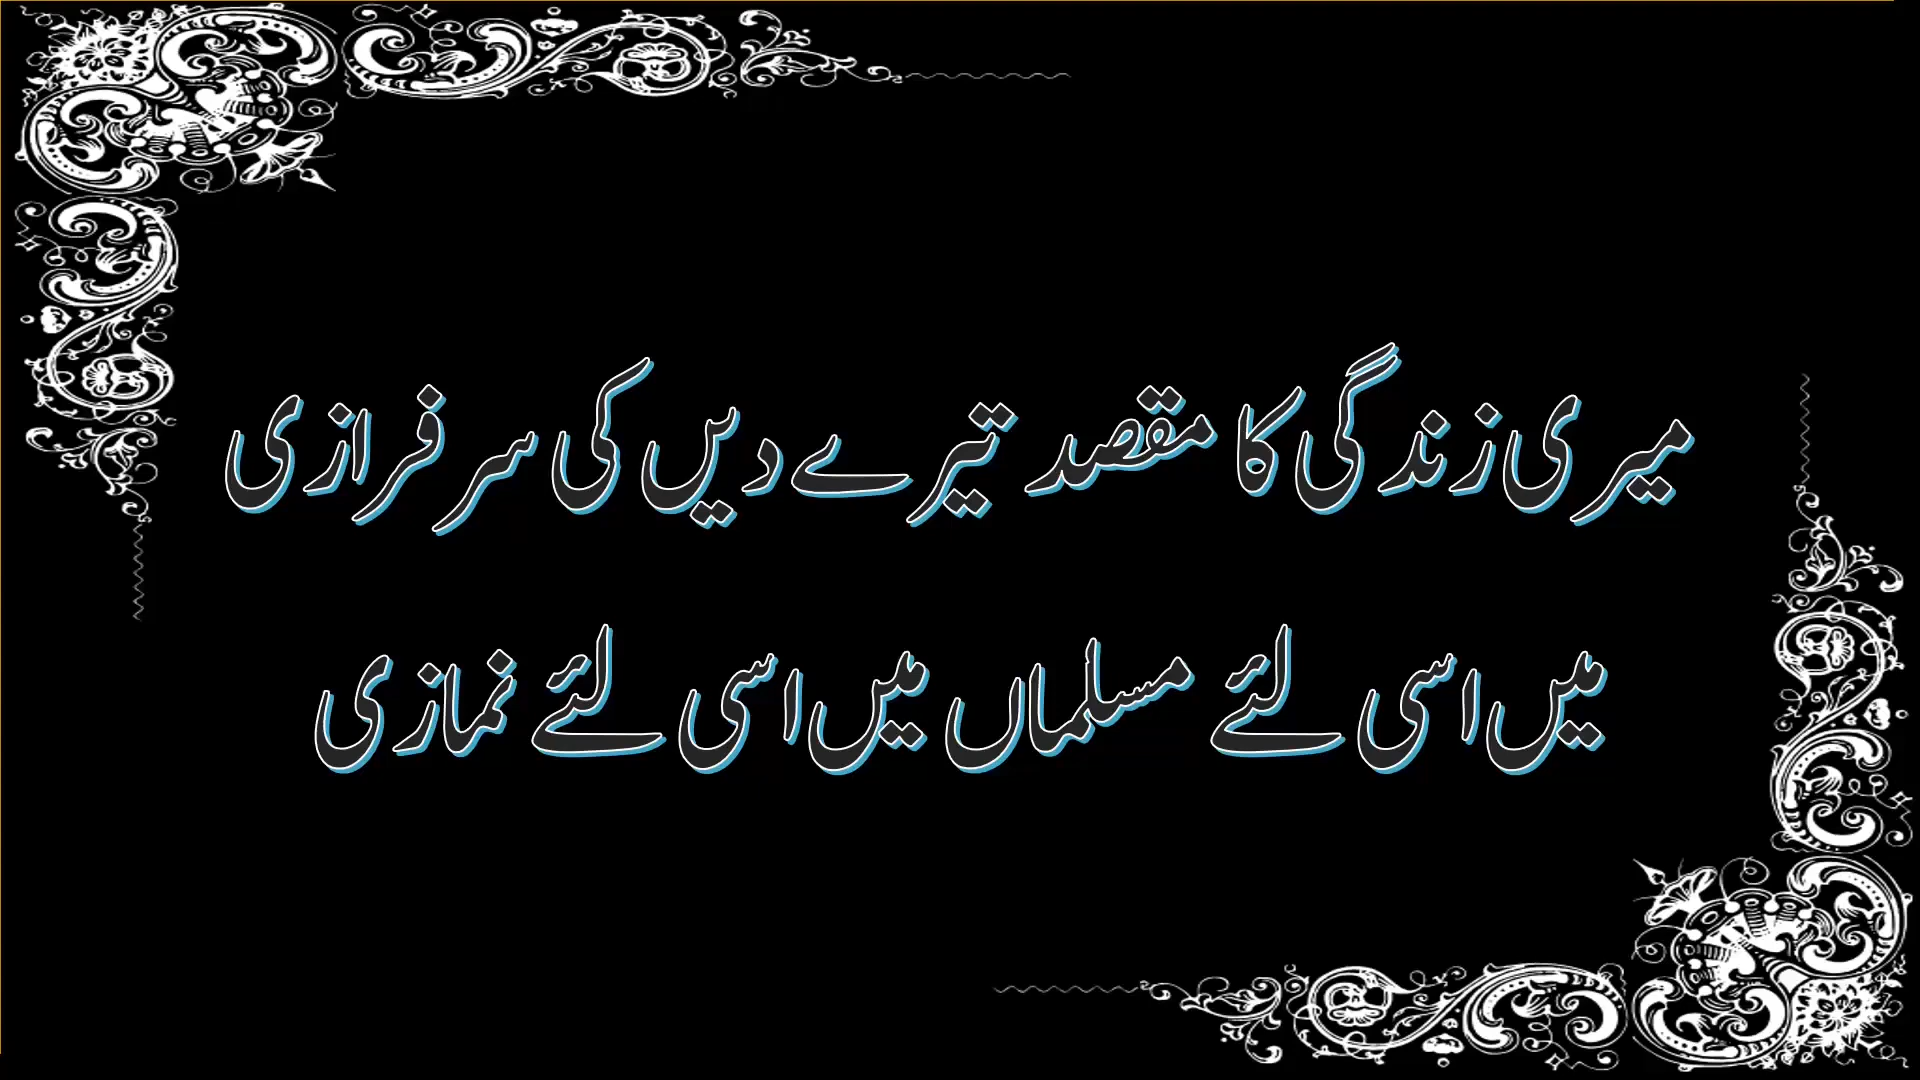 میری زندگی کا مقصد تیرے دیں کی سرفرازی
میں اسی لئے مسلماں میں اسی لئے نمازی